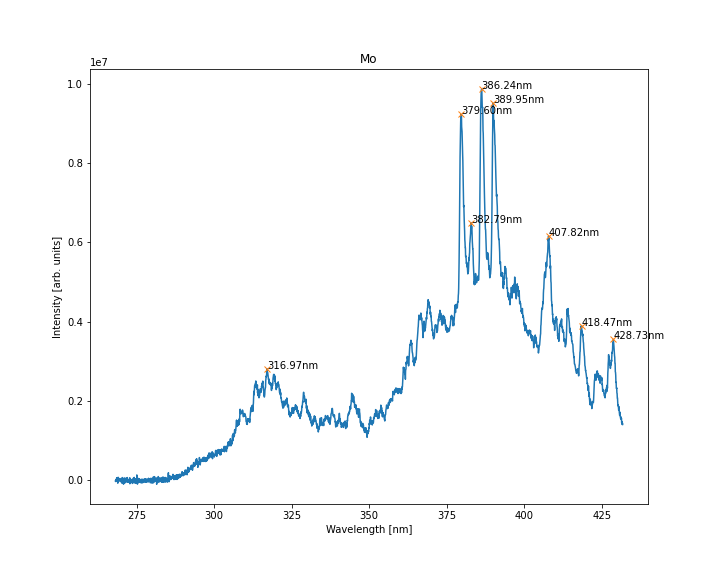 Mo
1e7
1.0
0.8
0.6
0.4
0.2
0.0
Intensity [arb. units]
386.24nm
389.95nm
379.60nm
382.79nm
407.82nm
418.47nm
428.73nm
316.97nm
275
300
325
350
375
400
425
Wavelength [nm]